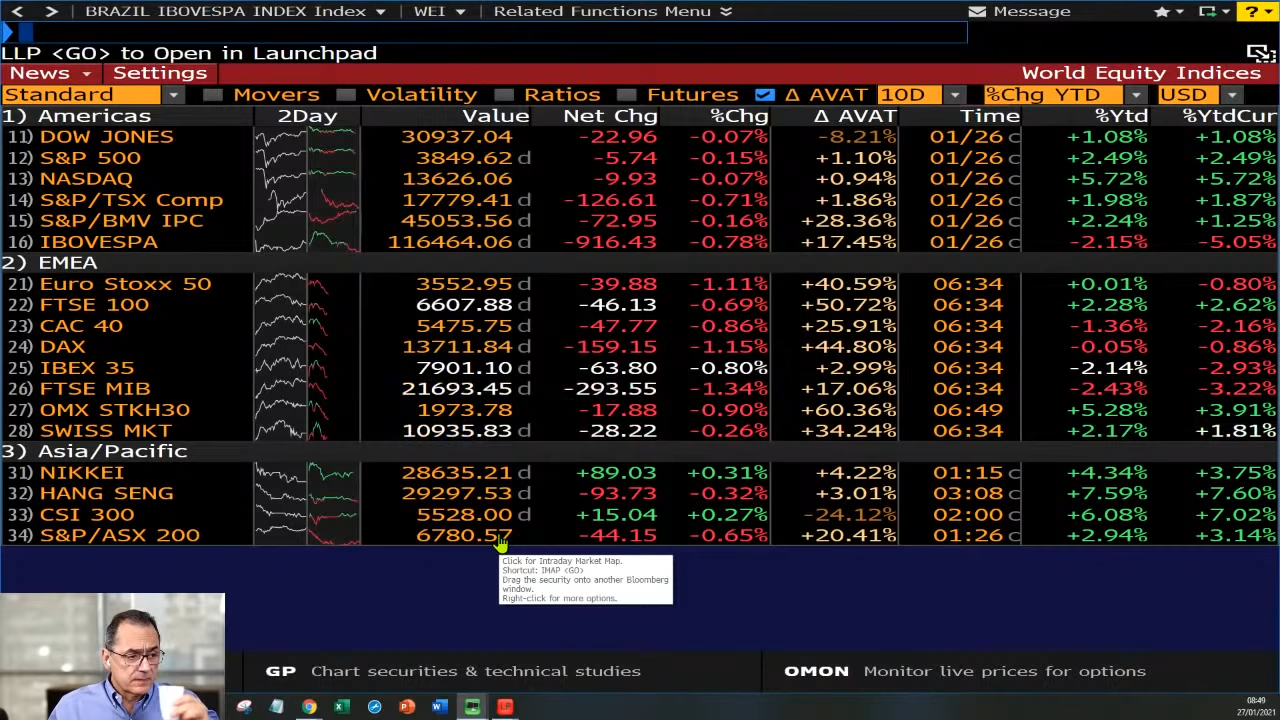 < > BRAZIL IBOVESPA INDEX Index WEI Related Functions Menu Message ?
LLP <GO> to Open in Launchpad
News Settings World Equity Indices
Standard Movers Volatility Ratios Futures Δ AVAT 10D %Chg YTD USD
1) Americas 2Day Value Net Chg %Chg Δ AVAT Time %Ytd %YtdCur
11) DOW JONES 30937.04 -22.96 -0.07% -8.21% 01/26 c +1.08% +1.08%
12) S&P 500 3849.62 d -5.74 -0.15% +1.10% 01/26 c +2.49% +2.49%
13) NASDAQ 13626.06 -9.93 -0.07% +0.94% 01/26 c +5.72% +5.72%
14) S&P/TSX Comp 17779.41 d -126.61 -0.71% +1.86% 01/26 c +1.98% +1.87%
15) S&P/BMV IPC 45053.56 d -72.95 -0.16% +28.36% 01/26 c +2.24% +1.25%
16) IBOVESPA 116464.06 d -916.43 -0.78% +17.45% 01/26 c -2.15% -5.05%
2) EMEA
21) Euro Stoxx 50 3552.95 d -39.88 -1.11% +40.59% 06:34 +0.01% -0.80%
22) FTSE 100 6607.88 d -46.13 -0.69% +50.72% 06:34 +2.28% +2.62%
23) CAC 40 5475.75 d -47.77 -0.86% +25.91% 06:34 -1.36% -2.16%
24) DAX 13711.84 d -159.15 -1.15% +44.80% 06:34 -0.05% -0.86%
25) IBEX 35 7901.10 d -63.80 -0.80% +2.99% 06:34 -2.14% -2.93%
26) FTSE MIB 21693.45 d -293.55 -1.34% +17.06% 06:34 -2.43% -3.22%
27) OMX STKH30 1973.78 d -17.88 -0.90% +60.36% 06:49 +5.28% +3.91%
28) SWISS MKT 10935.83 d -28.22 -0.26% +34.24% 06:34 +2.17% +1.81%
3) Asia/Pacific
31) NIKKEI 28635.21 d +89.03 +0.31% +4.22% 01:15 c +4.34% +3.75%
32) HANG SENG 29297.53 d -93.73 -0.32% +3.01% 03:08 c +7.59% +7.60%
33) CSI 300 5528.00 d +15.04 +0.27% -24.12% 02:00 c +6.08% +7.02%
34) S&P/ASX 200 6780.57 -44.15 -0.65% +20.41% 01:26 c +2.94% +3.14%
Click for Intraday Market Map.
Shortcut: IMAP <GO>
Drag the security onto another Bloomberg
window.
Right-click for more options.
GP Chart securities & technical studies OMON Monitor live prices for options
08:49
27/01/2021